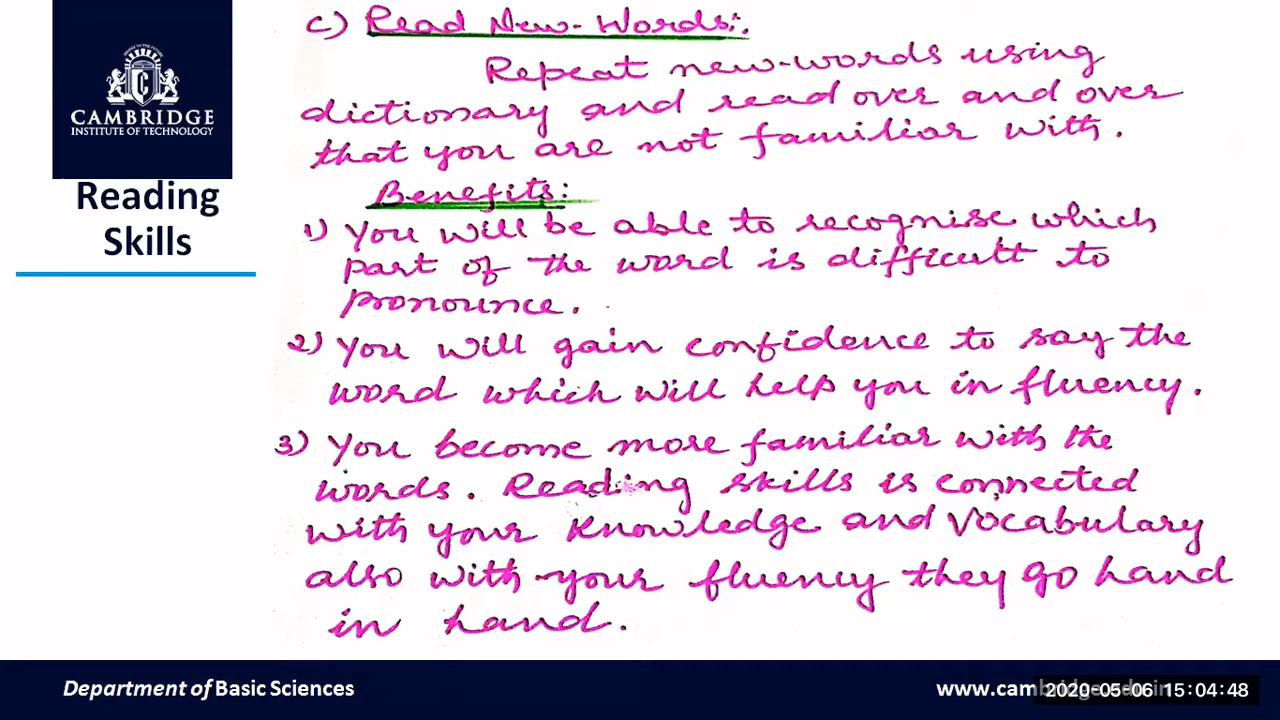 CAMBRIDGE
INSTITUTE OF TECHNOLOGY
Reading
Skills
c) Read New-Words:
Repeat new-words using
dictionary and read over and over
that you are not familiar with.
Benefits:
1) You will be able to recognise which
part of the word is difficult to
pronounce.
2) You will gain confidence to say the
word which will help you in fluency.
3) You become more familiar with the
words. Reading skills is connected
with your knowledge and vocabulary
also with your fluency they go hand
in hand.
Department of Basic Sciences
2020-05-06 15:04:48